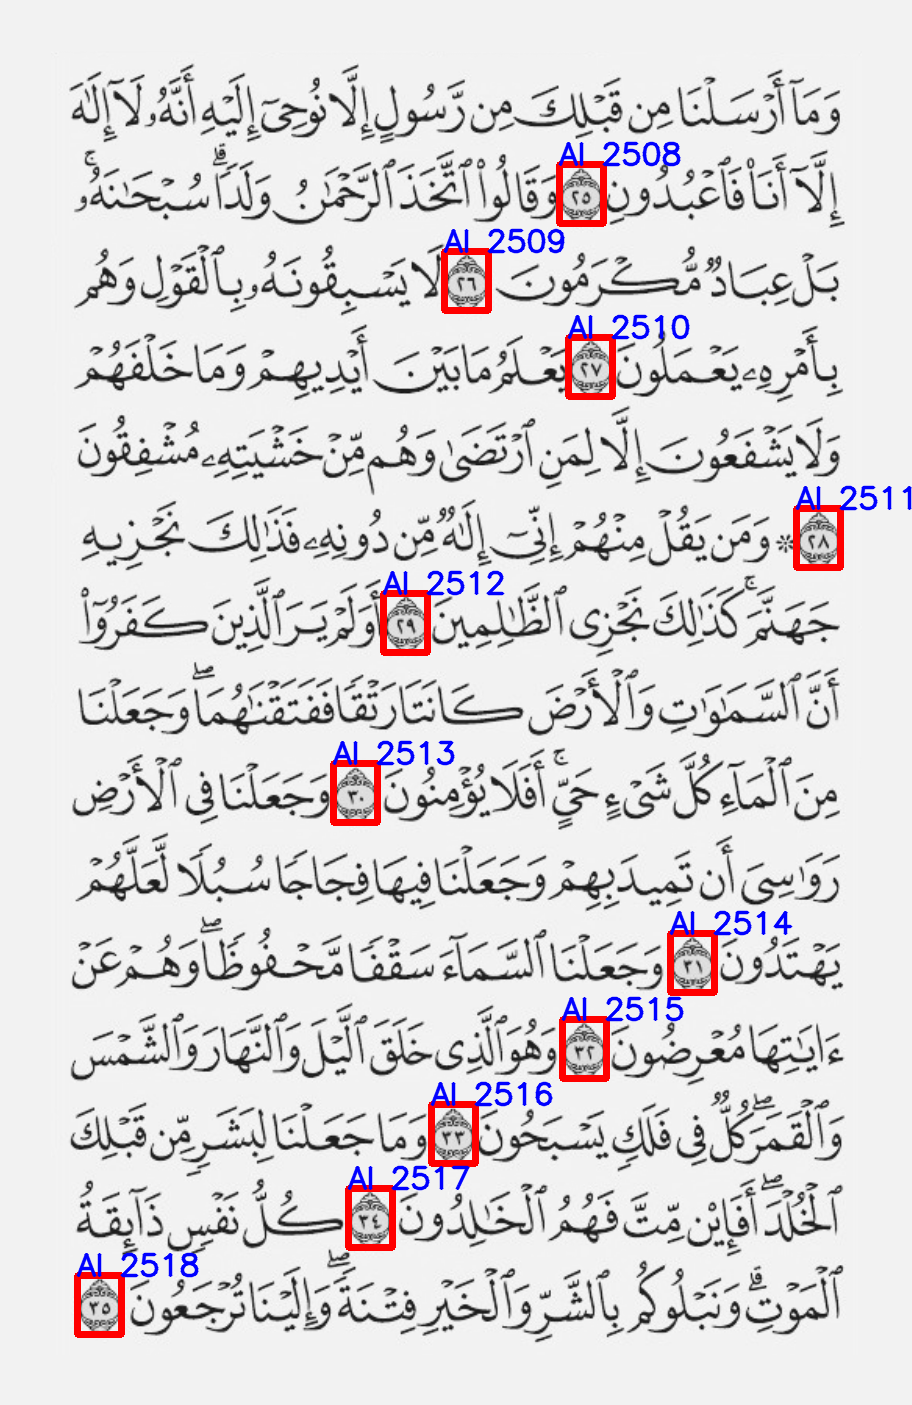 وَمَآ أَرْسَلْنَا مِن قَبْلِكَ مِن رَّسُولٍ إِلَّا نُوحِىٓ إِلَيْهِ أَنَّهُۥ لَآ إِلَٰهَ
AI 2508
إِلَّآ أَنَا۠ فَٱعْبُدُونِ ٢٥ وَقَالُوا۟ ٱتَّخَذَ ٱلرَّحْمَٰنُ وَلَدًا ۗ سُبْحَٰنَهُۥ ۚ
AI 2509
بَلْ عِبَادٌ مُّكْرَمُونَ ٢٦ لَا يَسْبِقُونَهُۥ بِٱلْقَوْلِ وَهُم
AI 2510
بِأَمْرِهِۦ يَعْمَلُونَ ٢٧ يَعْلَمُ مَا بَيْنَ أَيْدِيهِمْ وَمَا خَلْفَهُمْ
وَلَا يَشْفَعُونَ إِلَّا لِمَنِ ٱرْتَضَىٰ وَهُم مِّنْ خَشْيَتِهِۦ مُشْفِقُونَ
AI 2511
٢٨ ۞ وَمَن يَقُلْ مِنْهُمْ إِنِّىٓ إِلَٰهٌ مِّن دُونِهِۦ فَذَٰلِكَ نَجْزِيهِ
AI 2512
جَهَنَّمَ ۚ كَذَٰلِكَ نَجْزِى ٱلظَّٰلِمِينَ ٢٩ أَوَلَمْ يَرَ ٱلَّذِينَ كَفَرُوٓا۟
أَنَّ ٱلسَّمَٰوَٰتِ وَٱلْأَرْضَ كَانَتَا رَتْقًا فَفَتَقْنَٰهُمَا ۖ وَجَعَلْنَا
AI 2513
مِنَ ٱلْمَآءِ كُلَّ شَىْءٍ حَىٍّ ۚ أَفَلَا يُؤْمِنُونَ ٣٠ وَجَعَلْنَا فِى ٱلْأَرْضِ
رَوَٰسِىَ أَن تَمِيدَ بِهِمْ وَجَعَلْنَا فِيهَا فِجَاجًا سُبُلًا لَّعَلَّهُمْ
AI 2514
يَهْتَدُونَ ٣١ وَجَعَلْنَا ٱلسَّمَآءَ سَقْفًا مَّحْفُوظًا ۖ وَهُمْ عَنْ
AI 2515
ءَايَٰتِهَا مُعْرِضُونَ ٣٢ وَهُوَ ٱلَّذِى خَلَقَ ٱلَّيْلَ وَٱلنَّهَارَ وَٱلشَّمْسَ
AI 2516
وَٱلْقَمَرَ ۖ كُلٌّ فِى فَلَكٍ يَسْبَحُونَ ٣٣ وَمَا جَعَلْنَا لِبَشَرٍ مِّن قَبْلِكَ
AI 2517
ٱلْخُلْدَ ۖ أَفَإِي۟ن مِّتَّ فَهُمُ ٱلْخَٰلِدُونَ ٣٤ كُلُّ نَفْسٍ ذَآئِقَةُ
AI 2518
ٱلْمَوْتِ ۗ وَنَبْلُوكُم بِٱلشَّرِّ وَٱلْخَيْرِ فِتْنَةً ۖ وَإِلَيْنَا تُرْجَعُونَ ٣٥